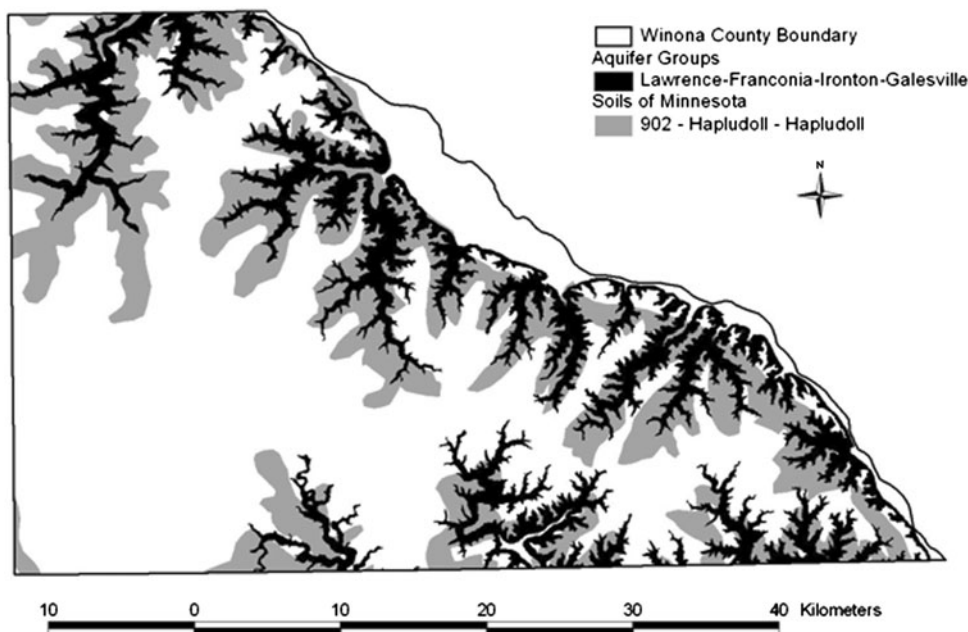 Winona County Boundary
Aquifer Groups
Lawrence-Franconia-Ironton-Galesville
Soils of Minnesota
902 - Hapludoll - Hapludoll
N
10 0 10 20 30 40 Kilometers